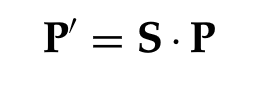 P′ = S · P